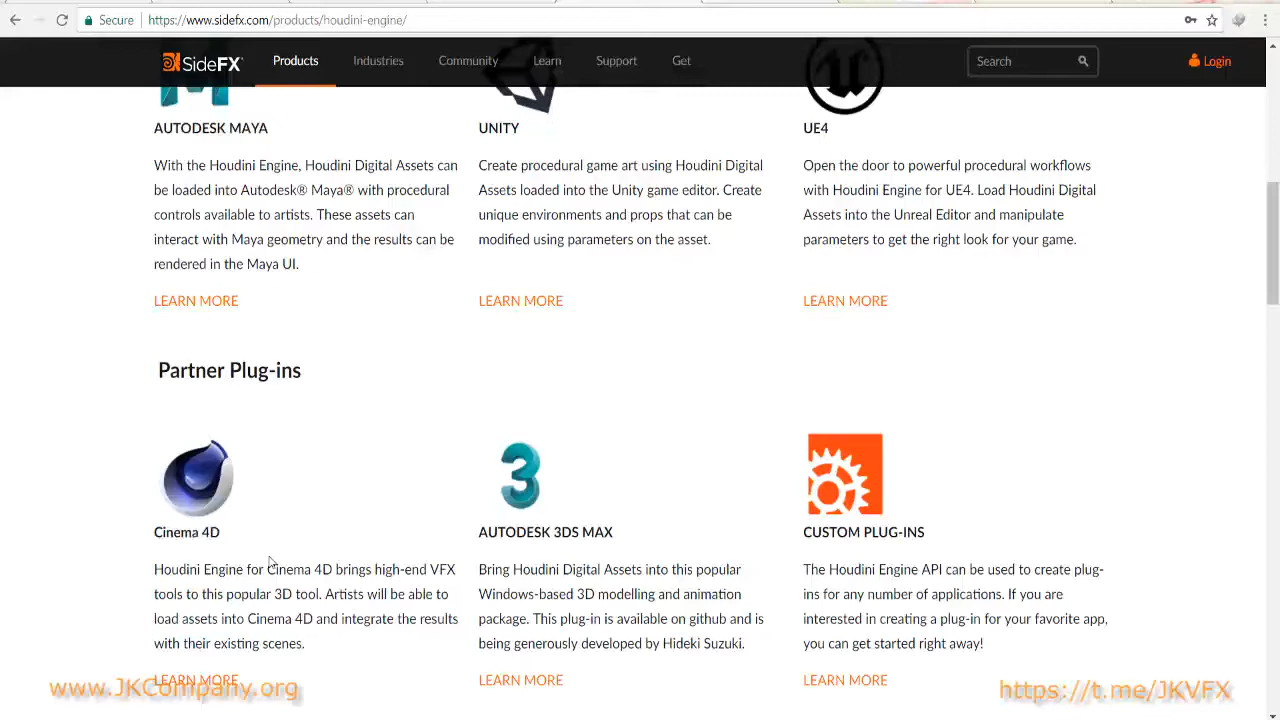 Secure https://www.sidefx.com/products/houdini-engine/
SideFX Products Industries Community Learn Support Get Search Login
AUTODESK MAYA
With the Houdini Engine, Houdini Digital Assets can
be loaded into Autodesk® Maya® with procedural
controls available to artists. These assets can
interact with Maya geometry and the results can be
rendered in the Maya UI.
LEARN MORE
UNITY
Create procedural game art using Houdini Digital
Assets loaded into the Unity game editor. Create
unique environments and props that can be
modified using parameters on the asset.
LEARN MORE
UE4
Open the door to powerful procedural workflows
with Houdini Engine for UE4. Load Houdini Digital
Assets into the Unreal Editor and manipulate
parameters to get the right look for your game.
LEARN MORE
Partner Plug-ins
Cinema 4D
Houdini Engine for Cinema 4D brings high-end VFX
tools to this popular 3D tool. Artists will be able to
load assets into Cinema 4D and integrate the results
with their existing scenes.
LEARN MORE
3
AUTODESK 3DS MAX
Bring Houdini Digital Assets into this popular
Windows-based 3D modelling and animation
package. This plug-in is available on github and is
being generously developed by Hideki Suzuki.
LEARN MORE
CUSTOM PLUG-INS
The Houdini Engine API can be used to create plug-
ins for any number of applications. If you are
interested in creating a plug-in for your favorite app,
you can get started right away!
LEARN MORE
www.JKCompany.org
https://t.me/JKVFX